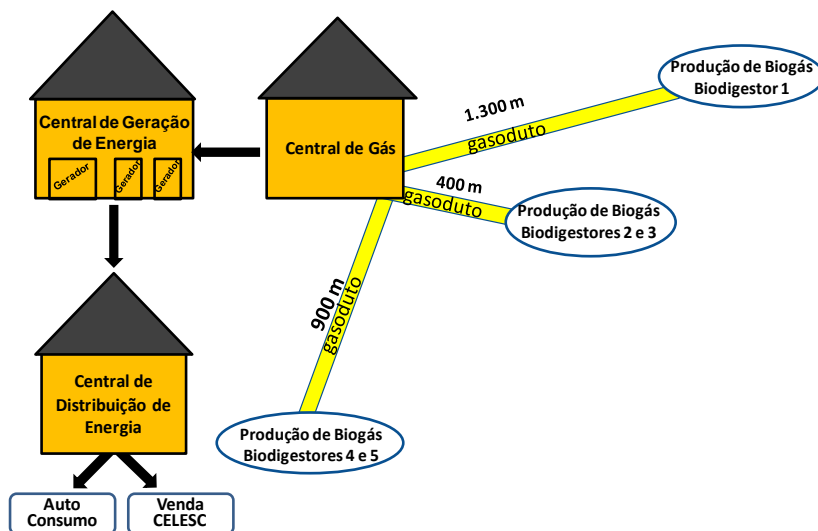 Central de Geração
de Energia
Gerador
Gerador
Gerador
Central de Gás
1.300 m
gasoduto
Produção de Biogás
Biodigestor 1
400 m
gasoduto
Produção de Biogás
Biodigestores 2 e 3
900 m
gasoduto
Produção de Biogás
Biodigestores 4 e 5
Central de
Distribuição de
Energia
Auto
Consumo
Venda
CELESC